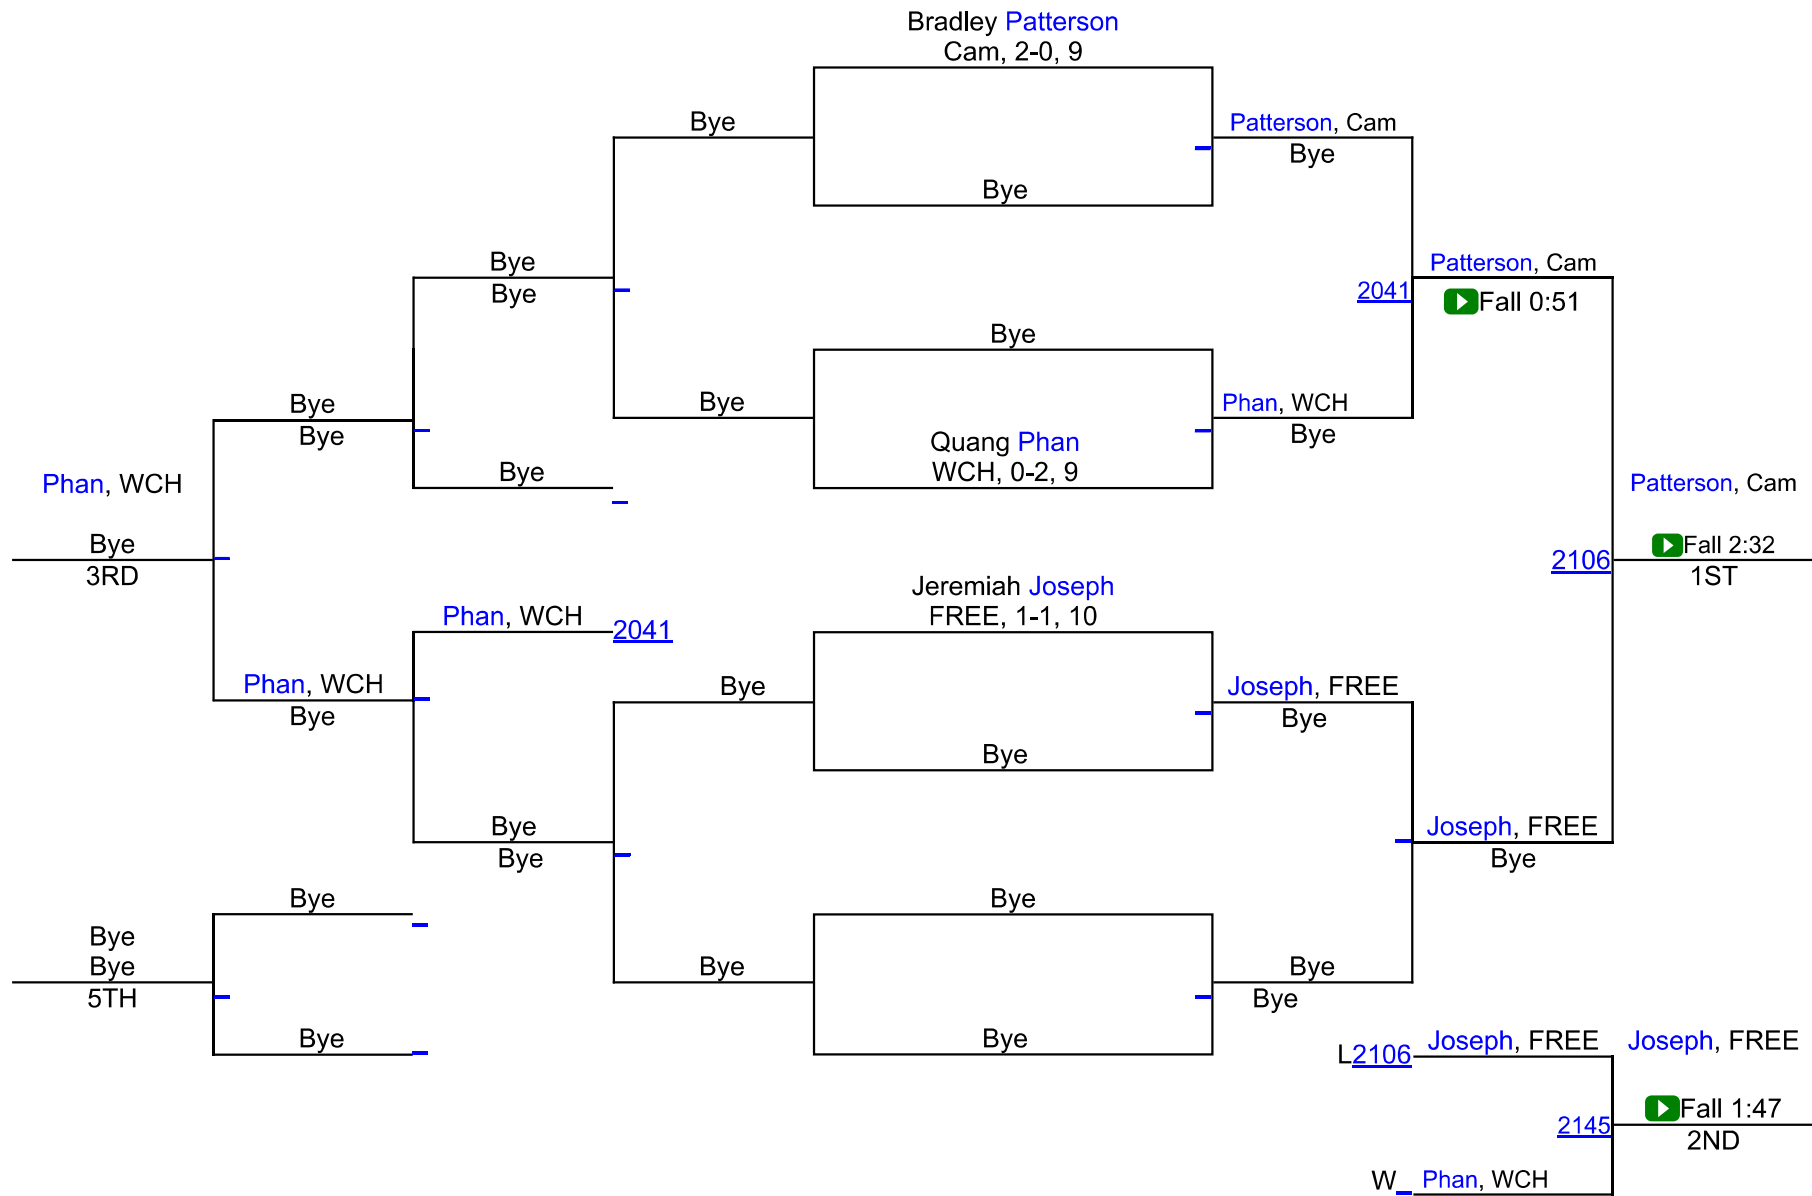 Bradley Patterson
Cam, 2-0, 9
Bye
Patterson, Cam
Bye
Bye
Bye
Bye
Patterson, Cam
2041
Fall 0:51
Bye
Bye
Bye
Bye
Phan, WCH
Bye
Quang Phan
WCH, 0-2, 9
Bye
Phan, WCH
Bye
3RD
Patterson, Cam
Fall 2:32
2106
1ST
Jeremiah Joseph
FREE, 1-1, 10
Phan, WCH
2041
Phan, WCH
Bye
Bye
Joseph, FREE
Bye
Bye
Bye
Bye
Joseph, FREE
Bye
Bye
Bye
Bye
Bye
5TH
Bye
Bye
Bye
Bye
Bye
Bye
L2106
Joseph, FREE
Joseph, FREE
2145
Fall 1:47
2ND
W
Phan, WCH